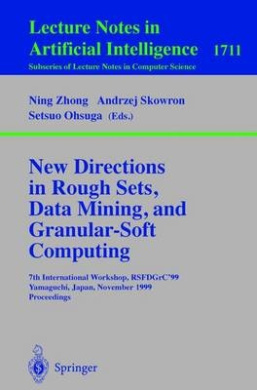 Lecture Notes in
Artificial Intelligence 1711
Subseries of Lecture Notes in Computer Science
Ning Zhong Andrzej Skowron
Setsuo Ohsuga (Eds.)
New Directions
in Rough Sets,
Data Mining, and
Granular-Soft
Computing
7th International Workshop, RSFDGrC'99
Yamaguchi, Japan, November 1999
Proceedings
Springer